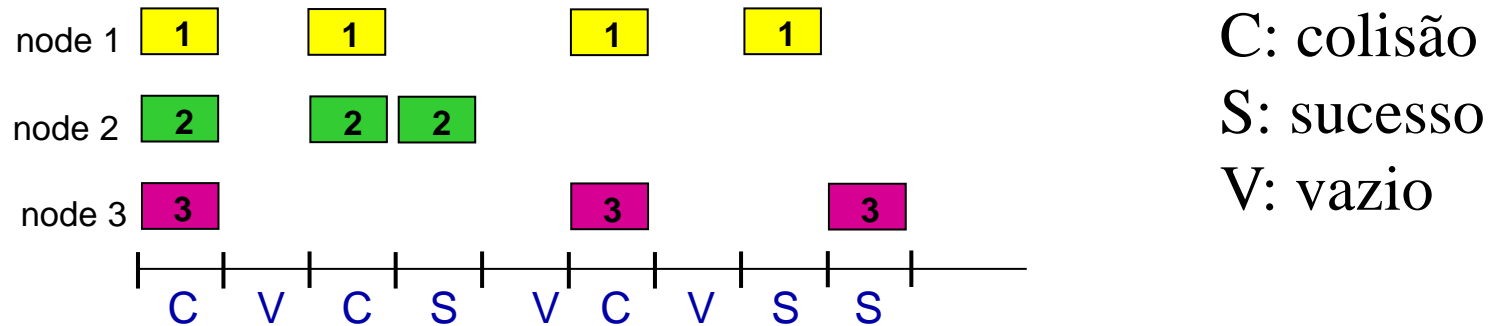 node 1 1 1 1 1
node 2 2 2 2
node 3 3 3 3
C V C S V C V S S
C: colisão
S: sucesso
V: vazio